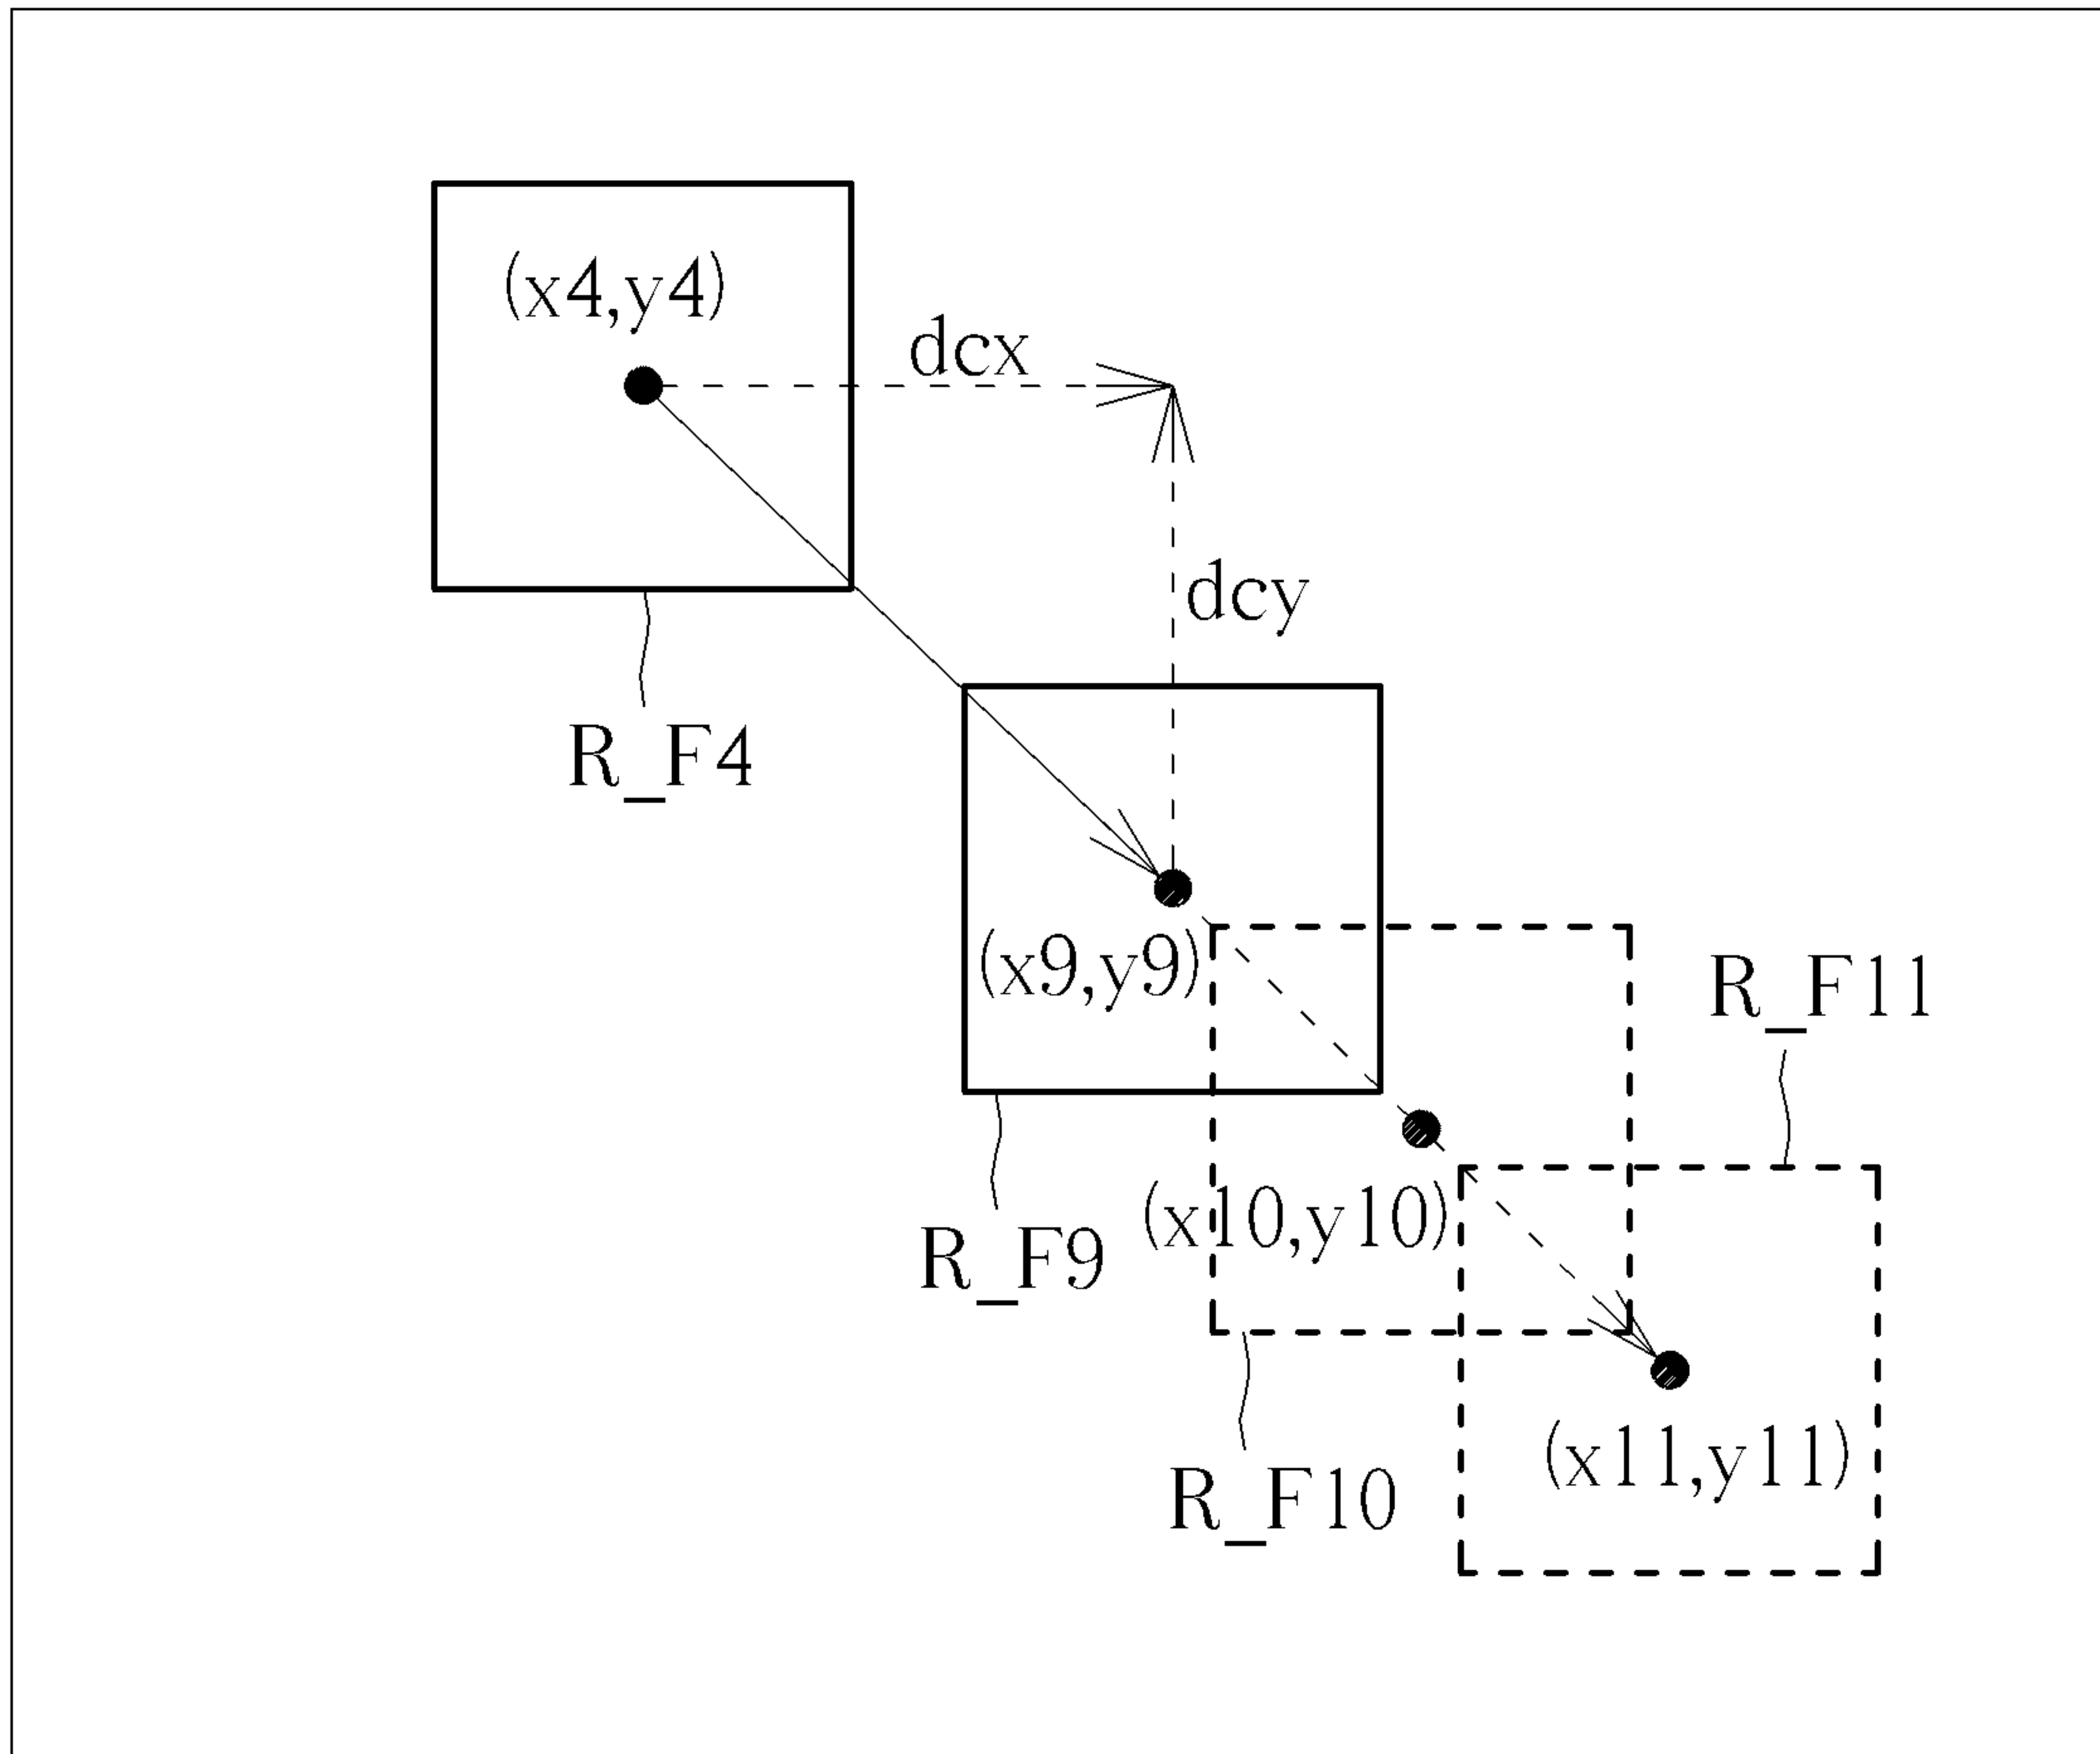 (x4,y4)
dcx
dcy
R_F4
(x9,y9)
R_F11
(x10,y10)
R_F9
(x11,y11)
R_F10